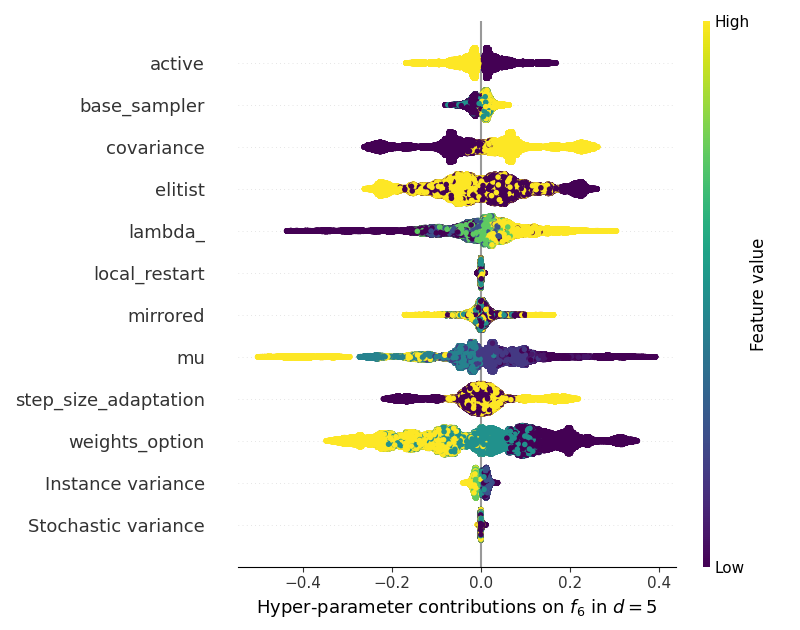 High
active
base_sampler
covariance
elitist
lambda_
local_restart
mirrored
mu
step_size_adaptation
weights_option
Instance variance
Stochastic variance
Feature value
Low
−0.4 −0.2 0.0 0.2 0.4
Hyper-parameter contributions on f₆ in d = 5